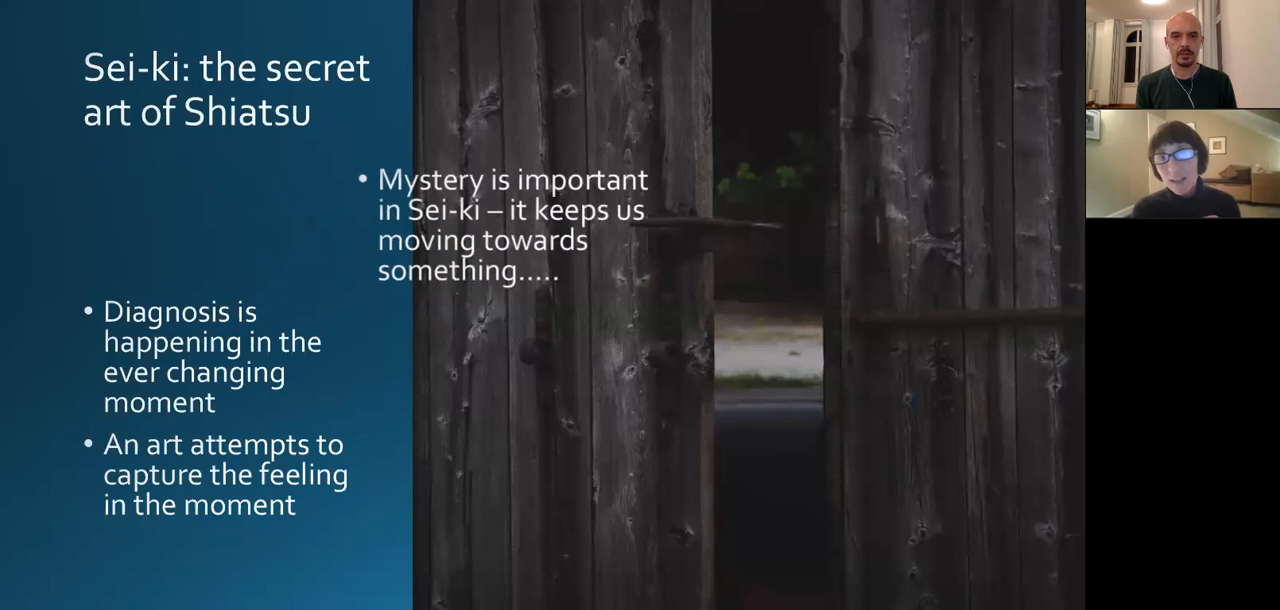 Sei-ki: the secret
art of Shiatsu
• Mystery is important
in Sei-ki – it keeps us
moving towards
something.....
• Diagnosis is
happening in the
ever changing
moment
• An art attempts to
capture the feeling
in the moment